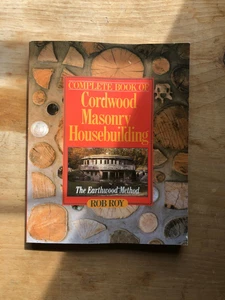 COMPLETE BOOK OF
Cordwood
Masonry
Housebuilding
The Earthwood Method
ROB ROY